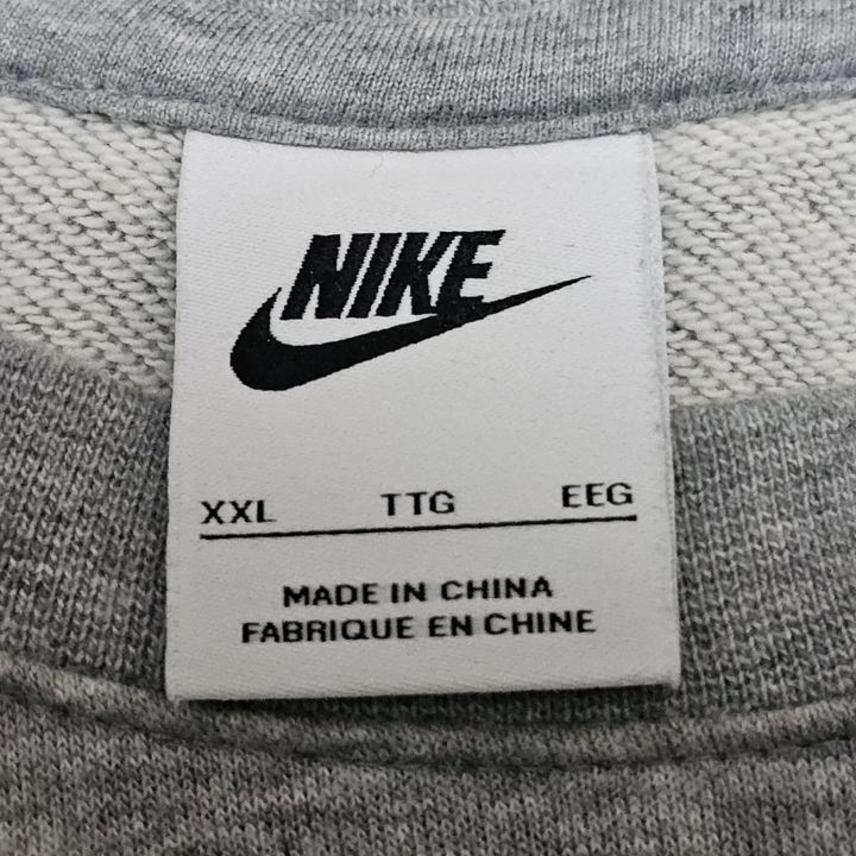 NIKE
XXL TTG EEG
MADE IN CHINA
FABRIQUE EN CHINE